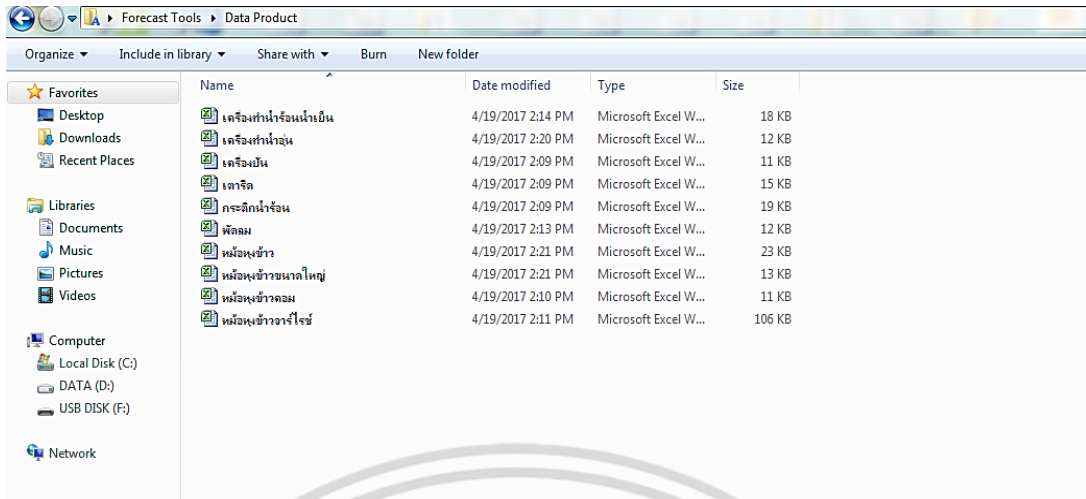 Forecast Tools Data Product
Organize Include in library Share with Burn New folder
Favorites
Desktop
Downloads
Recent Places
Libraries
Documents
Music
Pictures
Videos
Computer
Local Disk (C:)
DATA (D:)
USB DISK (F:)
Network
Name Date modified Type Size
เครื่องทำน้ำร้อนน้ำเย็น 4/19/2017 2:14 PM Microsoft Excel W... 18 KB
เครื่องทำน้ำอุ่น 4/19/2017 2:20 PM Microsoft Excel W... 12 KB
เครื่องปั่น 4/19/2017 2:09 PM Microsoft Excel W... 11 KB
เตารีด 4/19/2017 2:09 PM Microsoft Excel W... 15 KB
กระติกน้ำร้อน 4/19/2017 2:09 PM Microsoft Excel W... 19 KB
พัดลม 4/19/2017 2:13 PM Microsoft Excel W... 12 KB
หม้อหุงข้าว 4/19/2017 2:21 PM Microsoft Excel W... 23 KB
หม้อหุงข้าวขนาดใหญ่ 4/19/2017 2:21 PM Microsoft Excel W... 13 KB
หม้อหุงข้าวคอม 4/19/2017 2:10 PM Microsoft Excel W... 11 KB
หม้อหุงข้าวจาร์ไรซ์ 4/19/2017 2:11 PM Microsoft Excel W... 106 KB